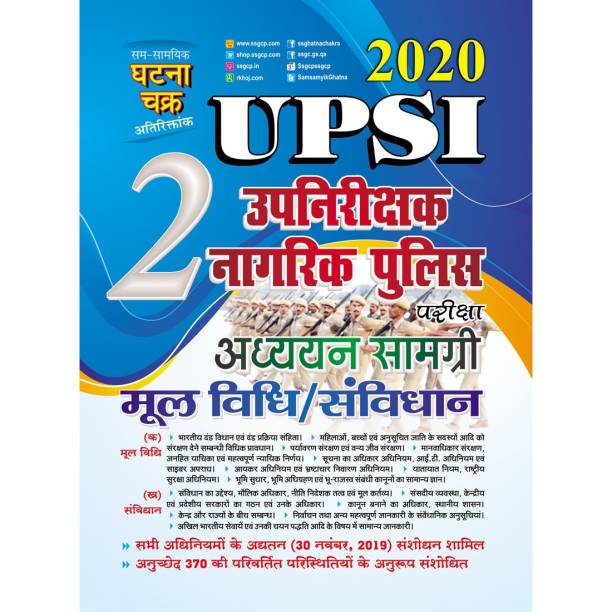 सम-सामयिक
घटना
चक्र
अतिरिक्तांक
www.ssgcp.com ssghatnachakra
shop.ssgcp.com ssgc.gs.qa
ssgcp.in Ssgcpssgcp
rkhoj.com SamsamyikGhatna
2020
UPSI
2
उपनिरीक्षक
नागरिक पुलिस
परीक्षा
अध्ययन सामग्री
मूल विधि/संविधान
(क) मूल विधि
• भारतीय दंड विधान एवं दंड प्रक्रिया संहिता। • महिलाओं, बच्चों एवं अनुसूचित जाति के सदस्यों आदि को
संरक्षण देने सम्बन्धी विधिक प्रावधान। • पर्यावरण संरक्षण एवं वन्य जीव संरक्षण। • मानवाधिकार संरक्षण,
जनहित याचिका एवं महत्वपूर्ण न्यायिक निर्णय। • सूचना का अधिकार अधिनियम, आई.टी. अधिनियम एवं
साइबर अपराध। • आयकर अधिनियम एवं भ्रष्टाचार निवारण अधिनियम। • यातायात नियम, राष्ट्रीय
सुरक्षा अधिनियम। • भूमि सुधार, भूमि अधिग्रहण एवं भू-राजस्व संबंधी कानूनों का सामान्य ज्ञान।
(ख) संविधान
• संविधान का उद्देश्य, मौलिक अधिकार, नीति निदेशक तत्व एवं मूल कर्तव्य। • संसदीय व्यवस्था, केन्द्रीय
एवं प्रदेशीय सरकारों का गठन एवं उनके अधिकार। • कानून बनाने का अधिकार, स्थानीय शासन।
• केन्द्र और राज्यों के बीच सम्बन्ध। • निर्वाचन तथा अन्य महत्वपूर्ण जानकारी के संवैधानिक अनुसूचियां।
• अखिल भारतीय सेवायें एवं उनकी चयन पद्धति आदि के विषय में सामान्य जानकारी।
» सभी अधिनियमों के अद्यतन (30 नवंबर, 2019) संशोधन शामिल
» अनुच्छेद 370 की परिवर्तित परिस्थितियों के अनुरूप संशोधित